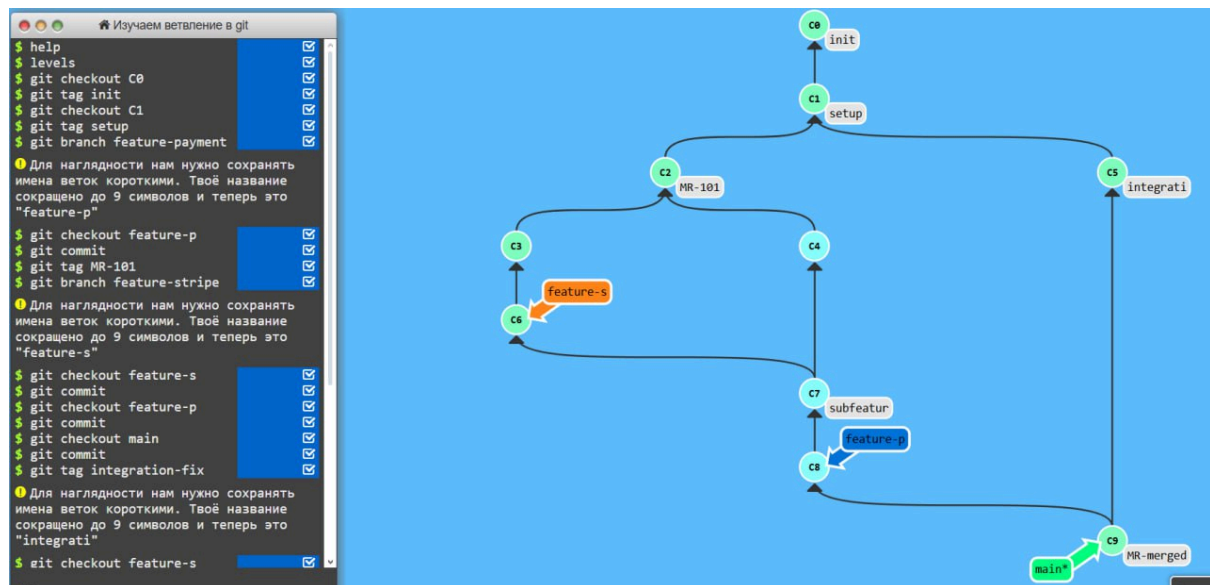 Изучаем ветвление в git
$ help
$ levels
$ git checkout C0
$ git tag init
$ git checkout C1
$ git tag setup
$ git branch feature-payment
Для наглядности нам нужно сохранять
имена веток короткими. Твоё название
сокращено до 9 символов и теперь это
"feature-p"
$ git checkout feature-p
$ git commit
$ git tag MR-101
$ git branch feature-stripe
Для наглядности нам нужно сохранять
имена веток короткими. Твоё название
сокращено до 9 символов и теперь это
"feature-s"
$ git checkout feature-s
$ git commit
$ git checkout feature-p
$ git commit
$ git checkout main
$ git commit
$ git tag integration-fix
Для наглядности нам нужно сохранять
имена веток короткими. Твоё название
сокращено до 9 символов и теперь это
"integrati"
$ git checkout feature-s
C0
init
C1
setup
C2
MR-101
C5
integrati
C3
C4
feature-s
C6
C7
subfeatur
feature-p
C8
C9
MR-merged
main*